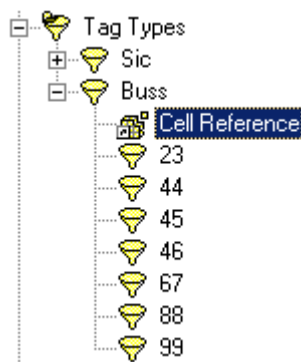 Tag Types
Sic
Buss
Cell Reference
23
44
45
46
67
88
99